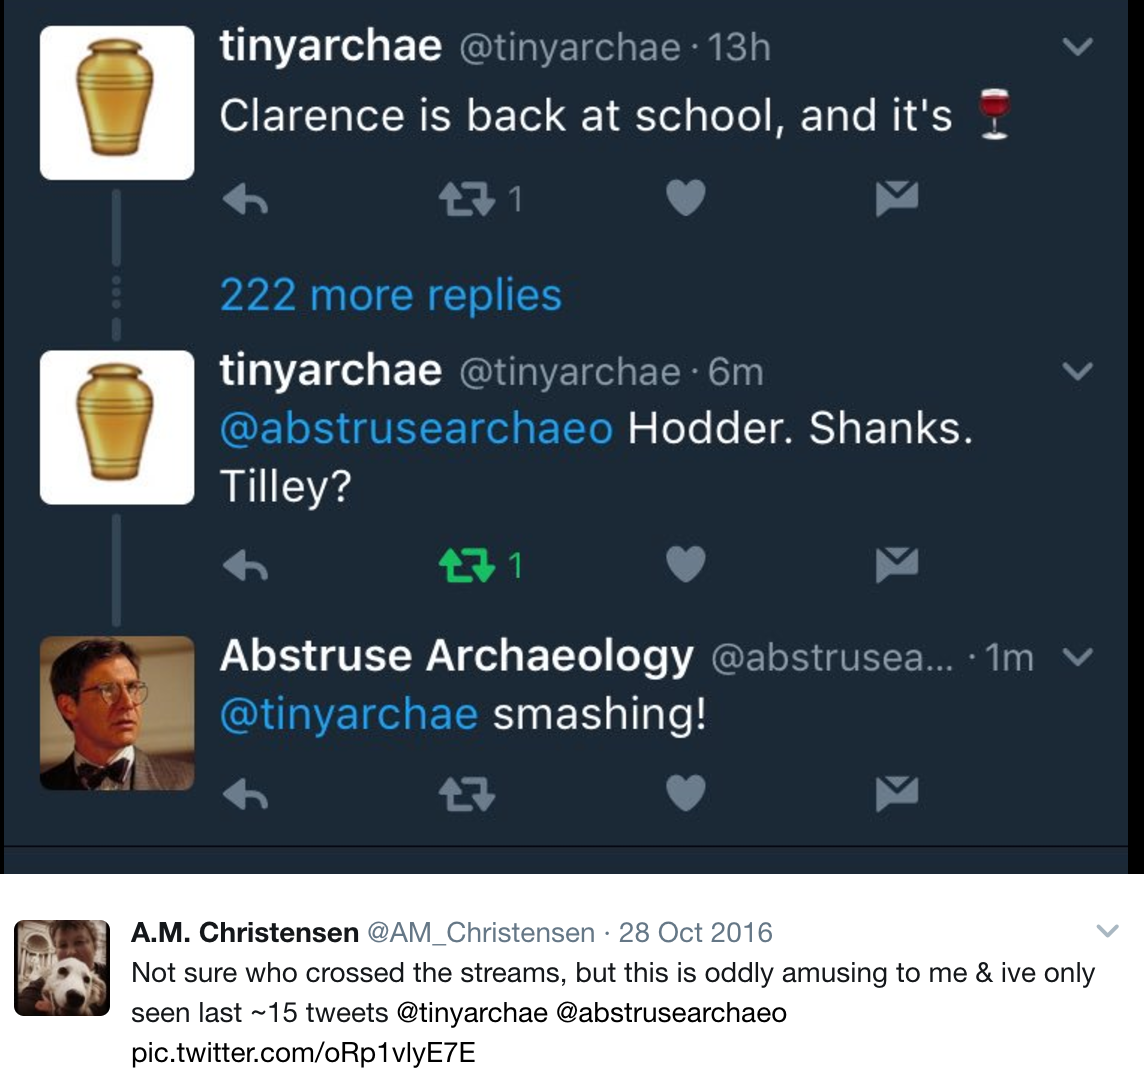 tinyarchae @tinyarchae · 13h
Clarence is back at school, and it's 🍷
1
222 more replies
tinyarchae @tinyarchae · 6m
@abstrusearchaeo Hodder. Shanks.
Tilley?
1
Abstruse Archaeology @abstrusea... · 1m
@tinyarchae smashing!
A.M. Christensen @AM_Christensen · 28 Oct 2016
Not sure who crossed the streams, but this is oddly amusing to me & ive only
seen last ~15 tweets @tinyarchae @abstrusearchaeo
pic.twitter.com/oRp1vlyE7E